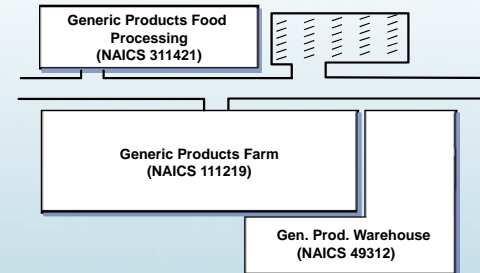 Generic Products Food
Processing
(NAICS 311421)
Generic Products Farm
(NAICS 111219)
Gen. Prod. Warehouse
(NAICS 49312)